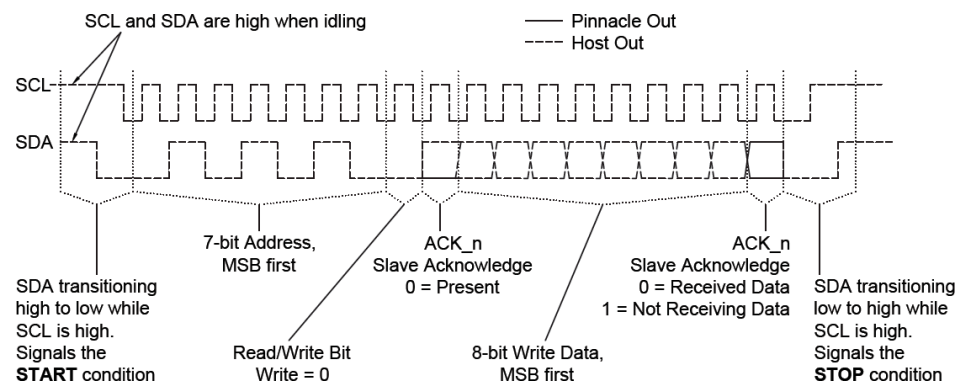 SCL and SDA are high when idling
Pinnacle Out
Host Out
SCL
SDA
7-bit Address,
MSB first
ACK_n
Slave Acknowledge
0 = Present
ACK_n
Slave Acknowledge
0 = Received Data
1 = Not Receiving Data
SDA transitioning
high to low while
SCL is high.
Signals the
START condition
Read/Write Bit
Write = 0
8-bit Write Data,
MSB first
SDA transitioning
low to high while
SCL is high.
Signals the
STOP condition